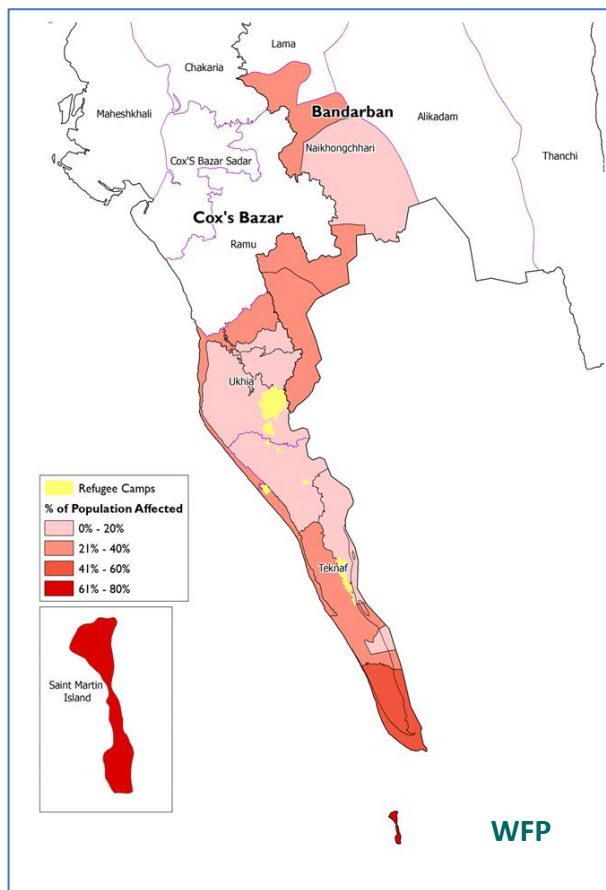 Lama
Chakaria
Maheshkhali
Bandarban
Alikadam
Naikhongchhari
Cox'S Bazar Sadar
Thanchi
Cox's Bazar
Ramu
Ukhia
Refugee Camps
% of Population Affected
0% - 20%
21% - 40%
41% - 60%
61% - 80%
Teknaf
Saint Martin
Island
WFP